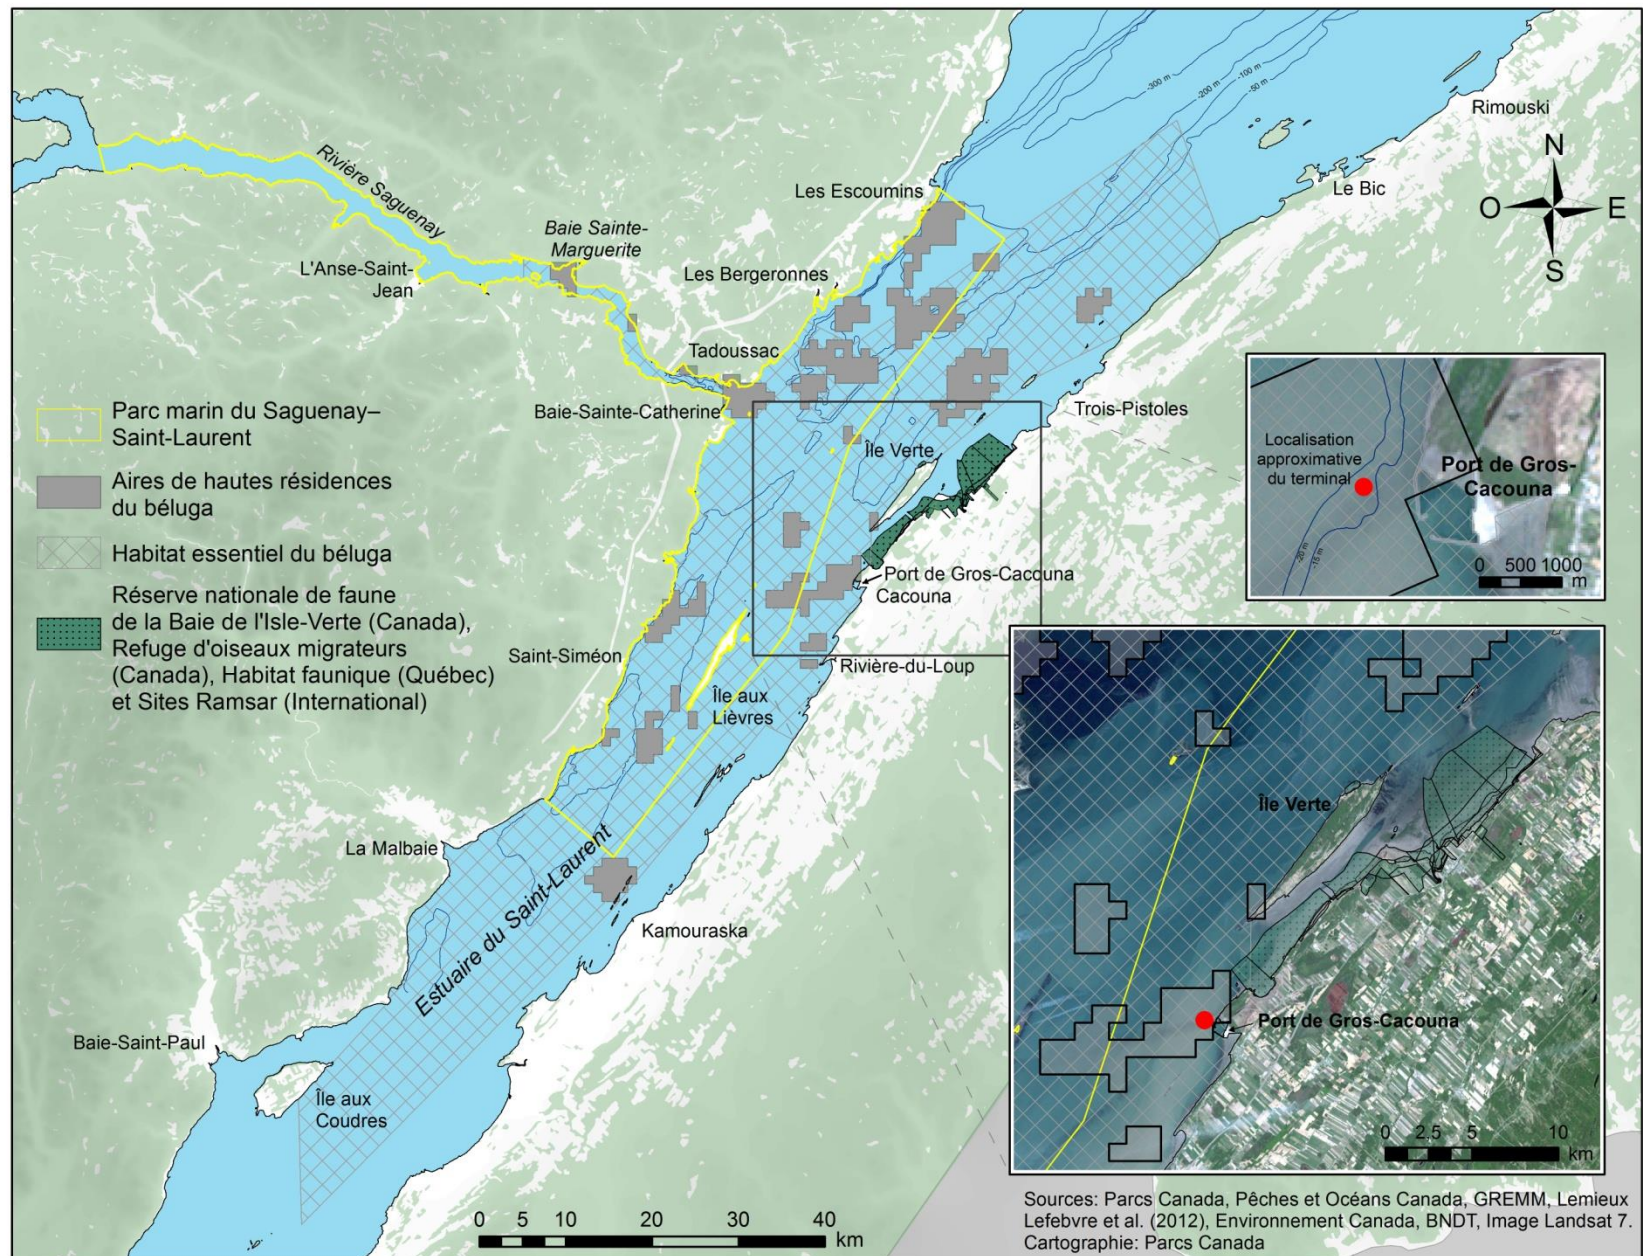 -300 m
-200 m
-100 m
-50 m
Rimouski
Le Bic
N
O
E
S
Les Escoumins
Rivière Saguenay
Baie Sainte-
Marguerite
L'Anse-Saint-
Jean
Les Bergeronnes
Tadoussac
Baie-Sainte-Catherine
Trois-Pistoles
Île Verte
Port de Gros-Cacouna
Cacouna
Rivière-du-Loup
Saint-Siméon
Île aux
Lièvres
La Malbaie
Estuaire du Saint-Laurent
Kamouraska
Baie-Saint-Paul
Île aux
Coudres
Parc marin du Saguenay–
Saint-Laurent
Aires de hautes résidences
du béluga
Habitat essentiel du béluga
Réserve nationale de faune
de la Baie de l'Isle-Verte (Canada),
Refuge d'oiseaux migrateurs
(Canada), Habitat faunique (Québec)
et Sites Ramsar (International)
Localisation
approximative
du terminal
Port de Gros-
Cacouna
-20 m
-15 m
0 500 1000
m
Île Verte
Port de Gros-Cacouna
0 2,5 5 10
km
0 5 10 20 30 40
km
Sources: Parcs Canada, Pêches et Océans Canada, GREMM, Lemieux
Lefebvre et al. (2012), Environnement Canada, BNDT, Image Landsat 7.
Cartographie: Parcs Canada